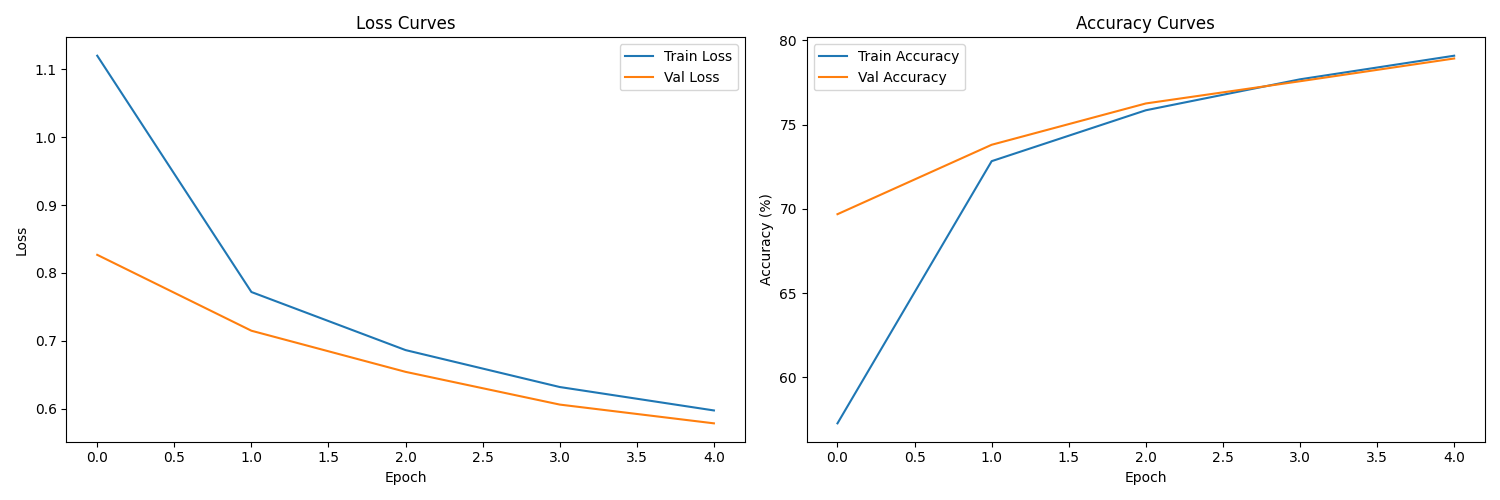 Loss Curves
Train Loss
Val Loss
1.1
1.0
0.9
0.8
0.7
0.6
Loss
0.0 0.5 1.0 1.5 2.0 2.5 3.0 3.5 4.0
Epoch
Accuracy Curves
Train Accuracy
Val Accuracy
80
75
70
65
60
Accuracy (%)
0.0 0.5 1.0 1.5 2.0 2.5 3.0 3.5 4.0
Epoch